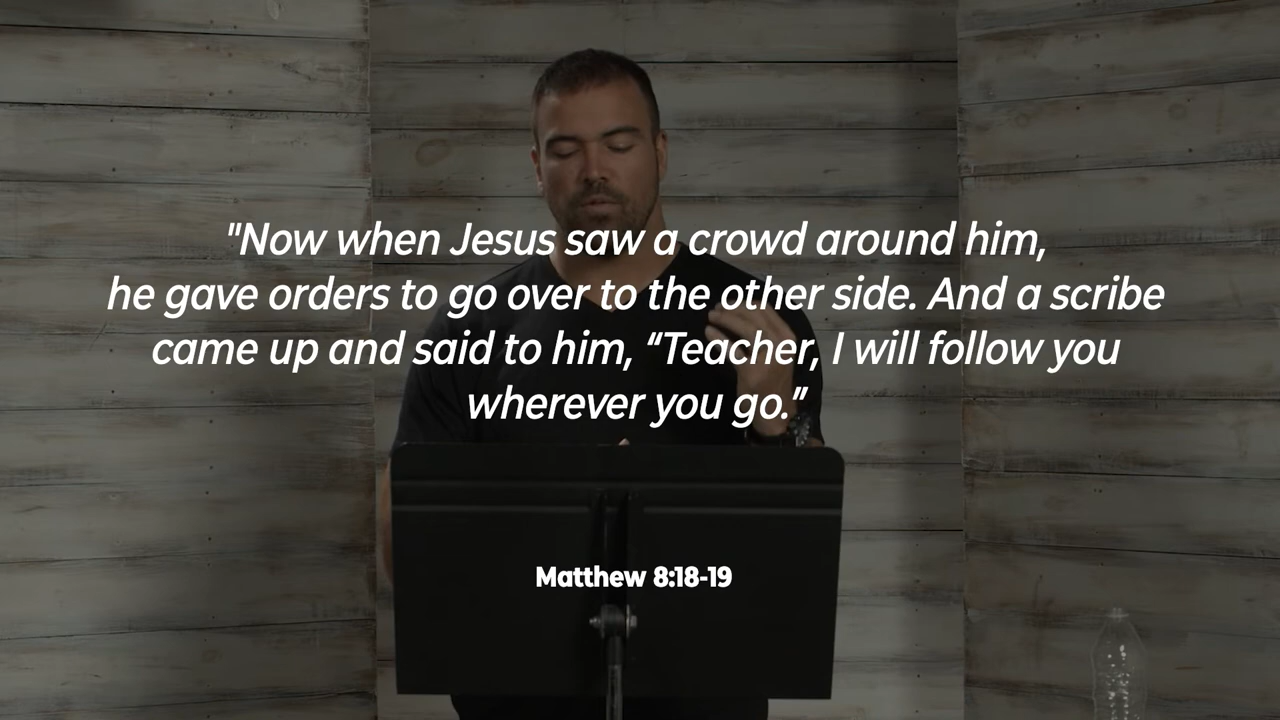 "Now when Jesus saw a crowd around him,
he gave orders to go over to the other side. And a scribe
came up and said to him, “Teacher, I will follow you
wherever you go.”
Matthew 8:18-19